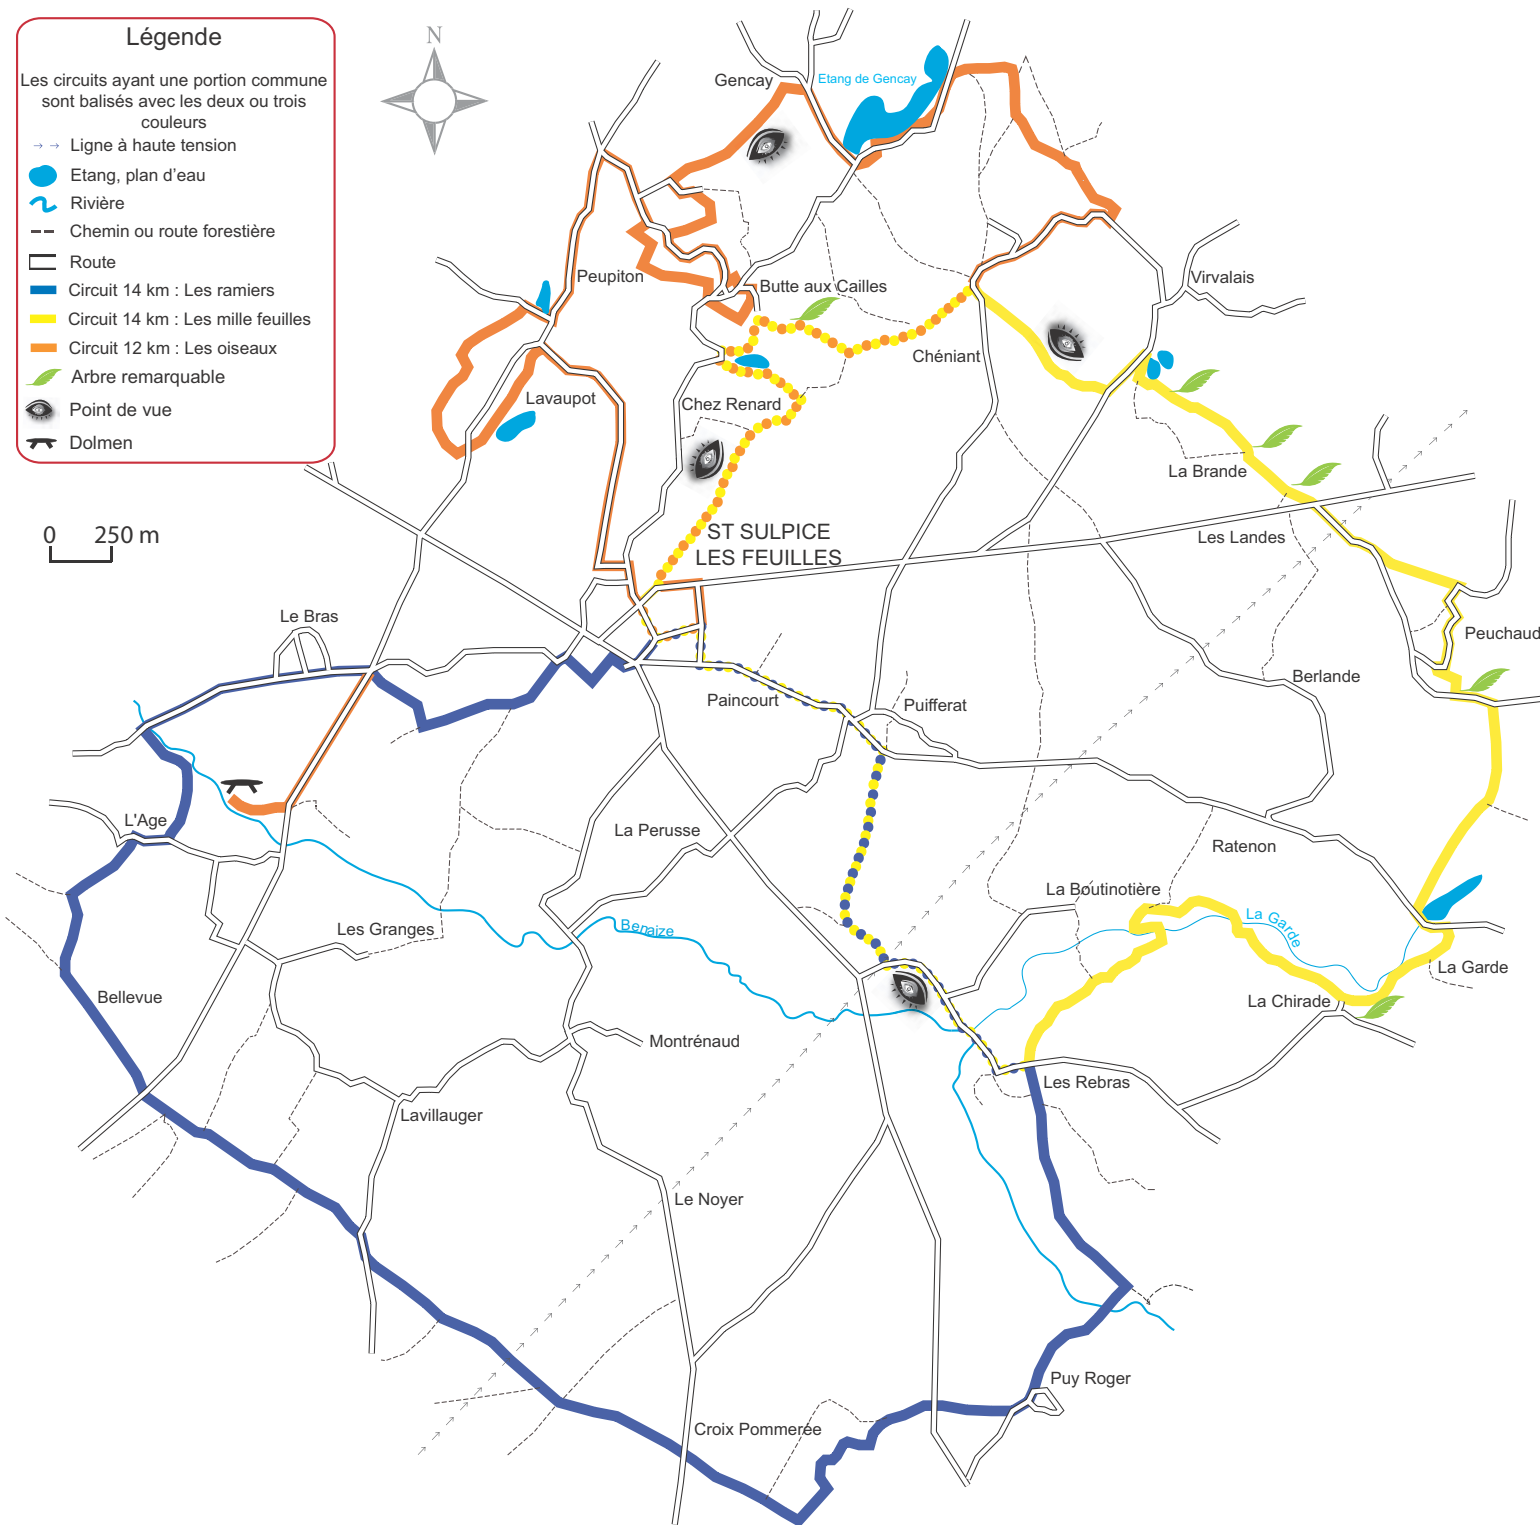 Légende
Les circuits ayant une portion commune
sont balisés avec les deux ou trois
couleurs
Ligne à haute tension
Etang, plan d'eau
Rivière
Chemin ou route forestière
Route
Circuit 14 km : Les ramiers
Circuit 14 km : Les mille feuilles
Circuit 12 km : Les oiseaux
Arbre remarquable
Point de vue
Dolmen
N
0 250 m
Gencay
Etang de Gencay
Peupiton
Butte aux Cailles
Virvalais
Chéniant
Lavaupot
Chez Renard
La Brande
ST SULPICE
LES FEUILLES
Les Landes
Le Bras
Peuchaud
Berlande
Paincourt
Puifferat
L'Age
La Perusse
Ratenon
La Boutinotière
Les Granges
Benaize
La Garde
La Garde
Bellevue
La Chirade
Montrénaud
Les Rebras
Lavillauger
Le Noyer
Puy Roger
Croix Pommerée